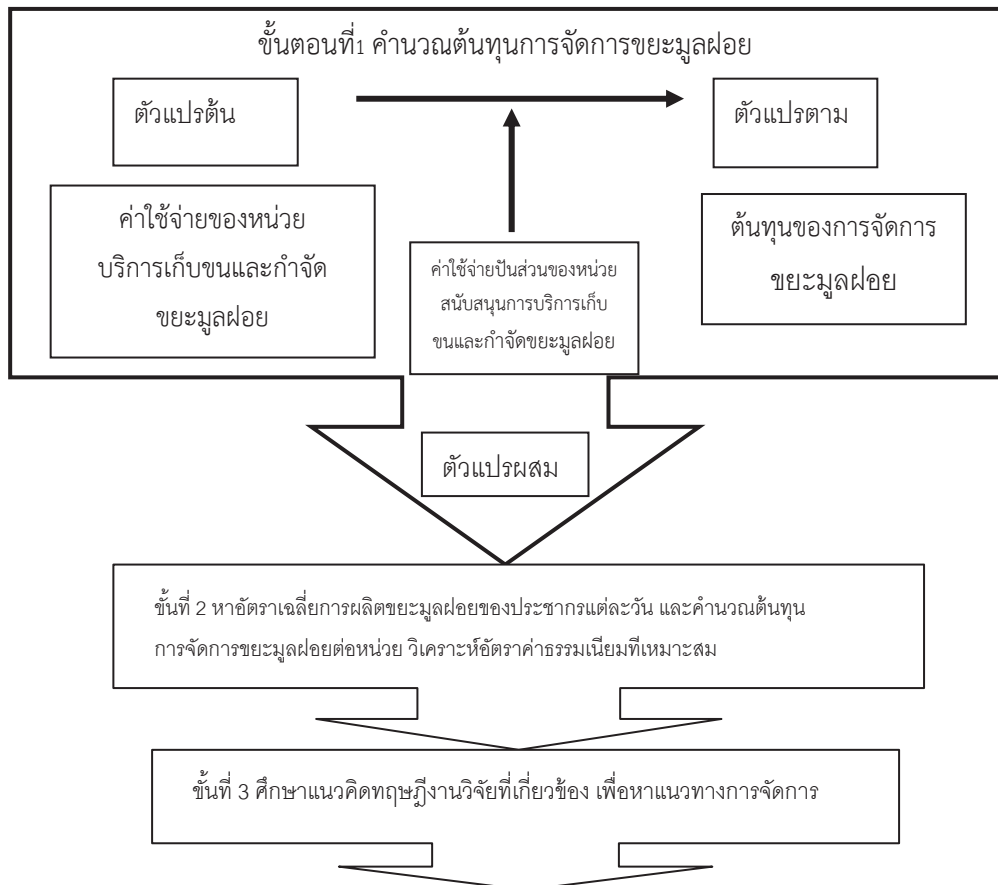 ขั้นตอนที่1 คำนวณต้นทุนการจัดการขยะมูลฝอย
ตัวแปรต้น
ตัวแปรตาม
ค่าใช้จ่ายของหน่วย
บริการเก็บขนและกำจัด
ขยะมูลฝอย
ค่าใช้จ่ายปันส่วนของหน่วย
สนับสนุนการบริการเก็บ
ขนและกำจัดขยะมูลฝอย
ต้นทุนของการจัดการ
ขยะมูลฝอย
ตัวแปรผสม
ขั้นที่ 2 หาอัตราเฉลี่ยการผลิตขยะมูลฝอยของประชากรแต่ละวัน และคำนวณต้นทุน
การจัดการขยะมูลฝอยต่อหน่วย วิเคราะห์อัตราค่าธรรมเนียมที่เหมาะสม
ขั้นที่ 3 ศึกษาแนวคิดทฤษฎีงานวิจัยที่เกี่ยวข้อง เพื่อหาแนวทางการจัดการ